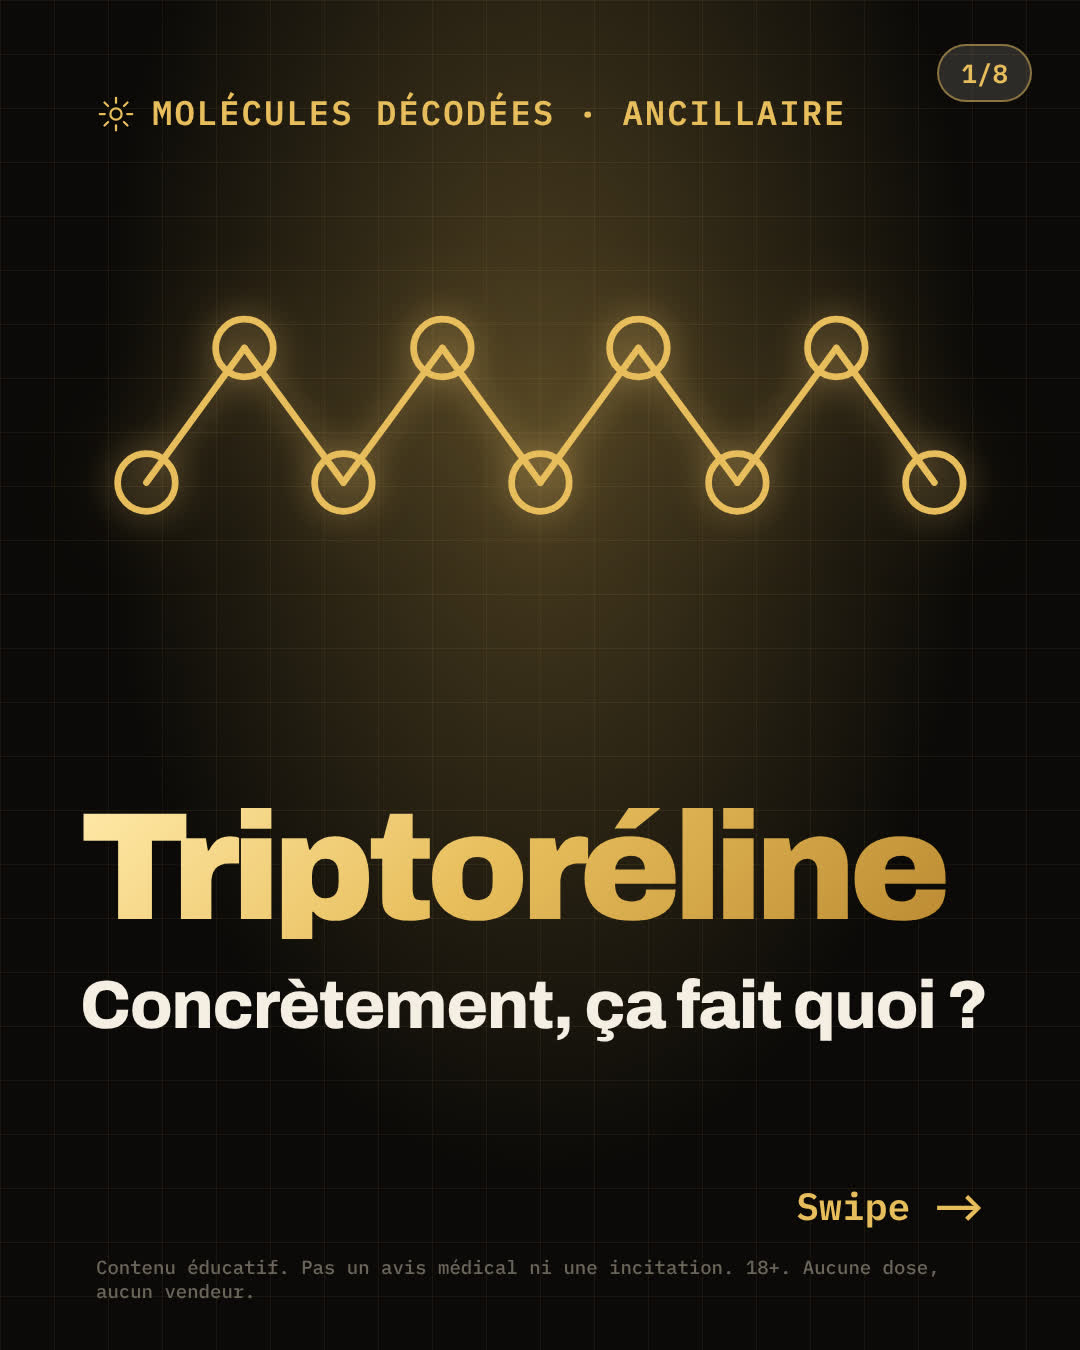 1/8
MOLÉCULES DÉCODÉES · ANCILLAIRE
Triptoréline
Concrètement, ça fait quoi ?
Swipe →
Contenu éducatif. Pas un avis médical ni une incitation. 18+. Aucune dose,
aucun vendeur.